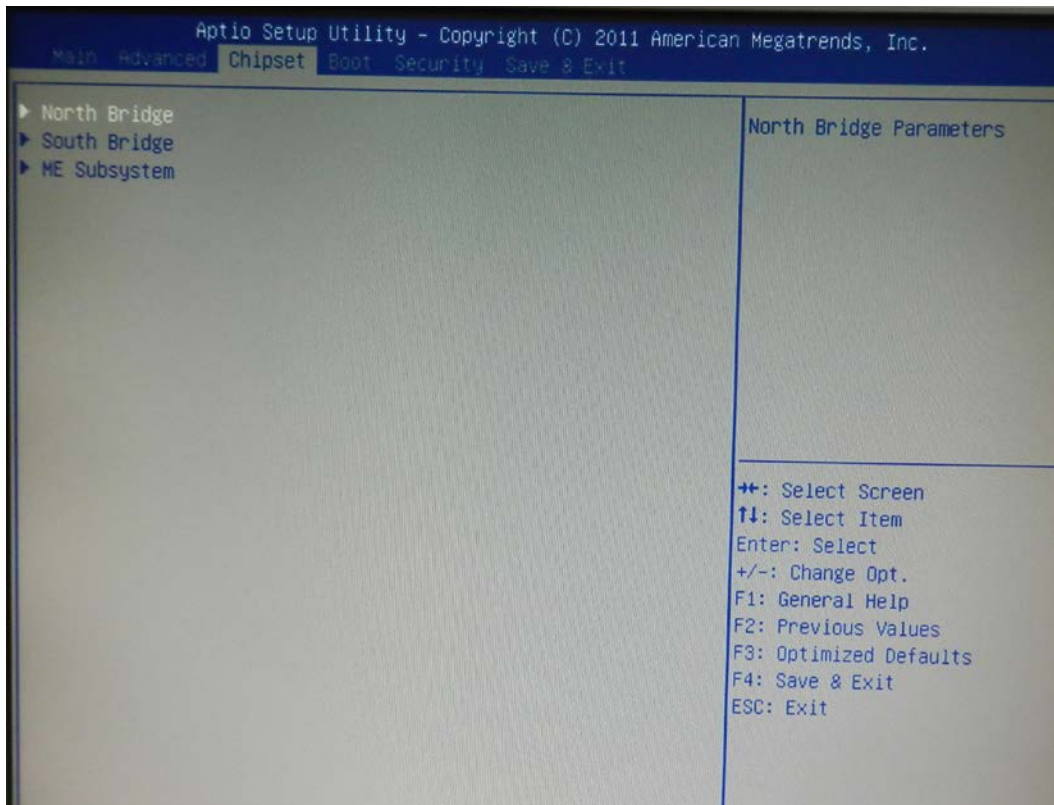 Aptio Setup Utility – Copyright (C) 2011 American Megatrends, Inc.
Main Advanced Chipset Boot Security Save & Exit
► North Bridge
► South Bridge
► ME Subsystem
North Bridge Parameters
→←: Select Screen
↑↓: Select Item
Enter: Select
+/-: Change Opt.
F1: General Help
F2: Previous Values
F3: Optimized Defaults
F4: Save & Exit
ESC: Exit